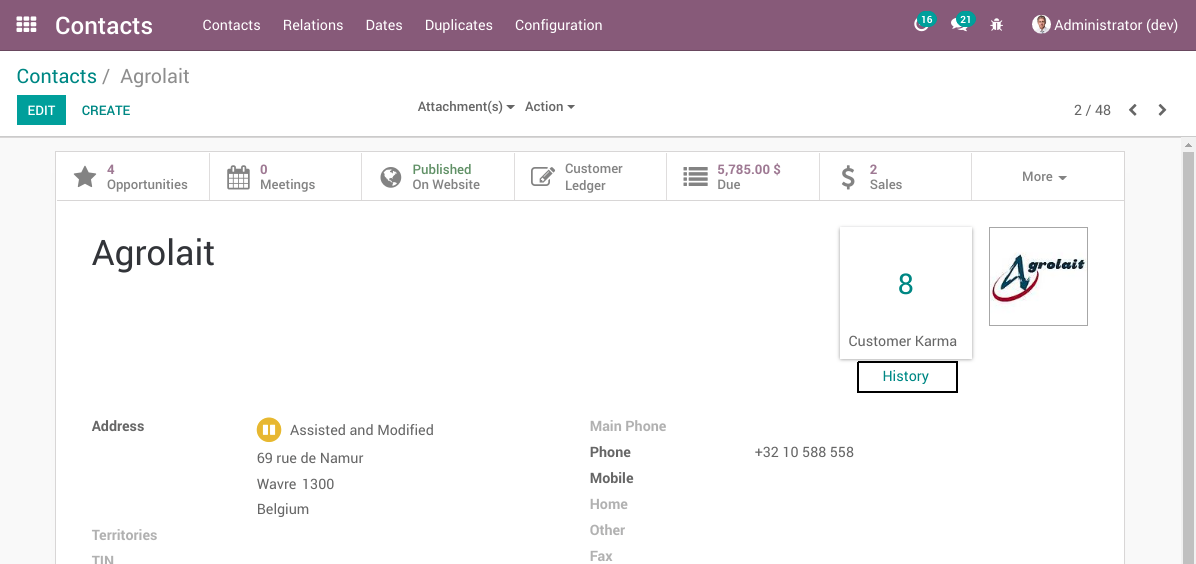 Contacts Contacts Relations Dates Duplicates Configuration 16 21 Administrator (dev)
Contacts / Agrolait
EDIT CREATE Attachment(s) Action 2 / 48
4 Opportunities
0 Meetings
Published On Website
Customer Ledger
5,785.00 $ Due
2 Sales
More
Agrolait
8
Customer Karma
History
Agrolait
Address Assisted and Modified
69 rue de Namur
Wavre 1300
Belgium
Territories
TIN
Main Phone
Phone +32 10 588 558
Mobile
Home
Other
Fax